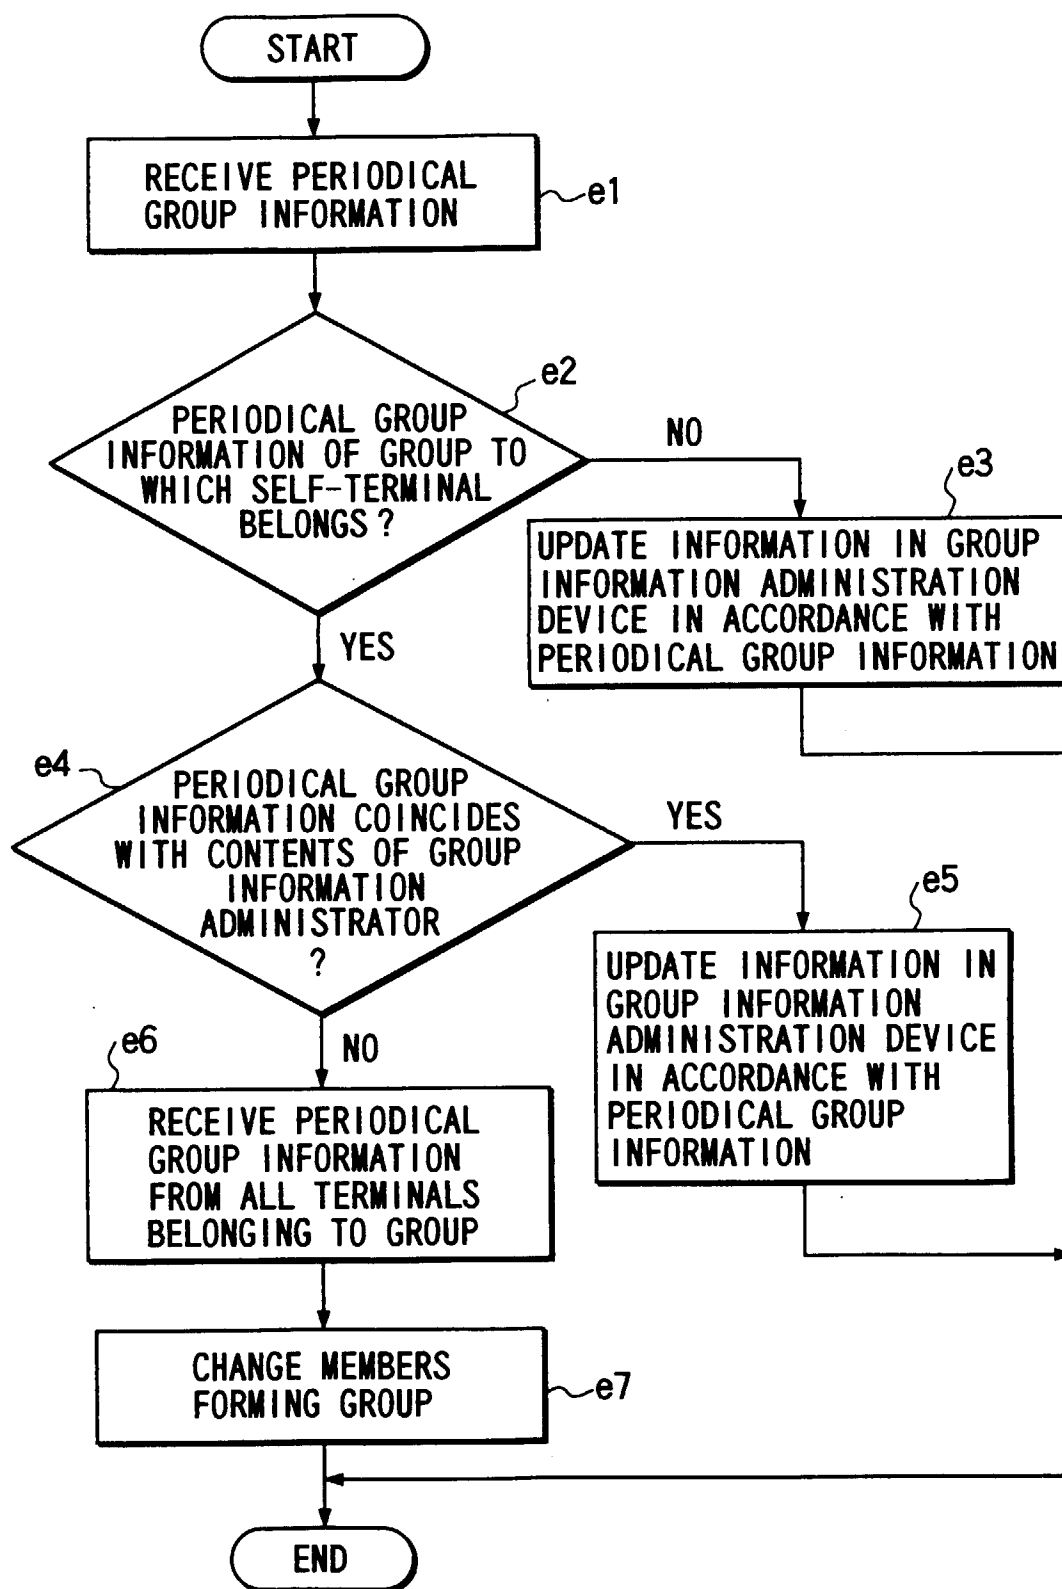 START
RECEIVE PERIODICAL
GROUP INFORMATION
e1
e2
PERIODICAL GROUP
INFORMATION OF GROUP TO
WHICH SELF-TERMINAL
BELONGS ?
NO
e3
UPDATE INFORMATION IN GROUP
INFORMATION ADMINISTRATION
DEVICE IN ACCORDANCE WITH
PERIODICAL GROUP INFORMATION
YES
e4
PERIODICAL GROUP
INFORMATION COINCIDES
WITH CONTENTS OF GROUP
INFORMATION
ADMINISTRATOR
?
YES
e5
UPDATE INFORMATION IN
GROUP INFORMATION
ADMINISTRATION DEVICE
IN ACCORDANCE WITH
PERIODICAL GROUP
INFORMATION
NO
e6
RECEIVE PERIODICAL
GROUP INFORMATION
FROM ALL TERMINALS
BELONGING TO GROUP
CHANGE MEMBERS
FORMING GROUP
e7
END